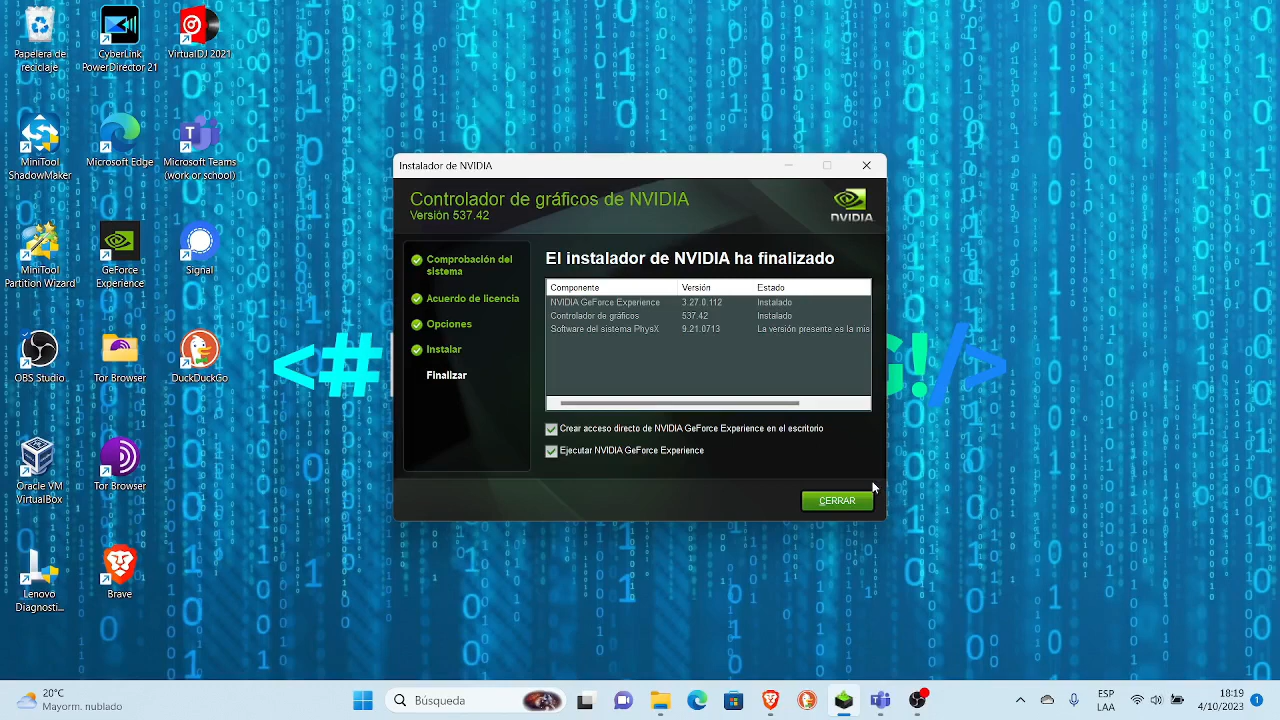 Papelera de
reciclaje
CyberLink
PowerDirector 21
VirtualDJ 2021
MiniTool
ShadowMaker
Microsoft Edge
Microsoft Teams
(work or school)
MiniTool
Partition Wizard
GeForce
Experience
Signal
OBS Studio
Tor Browser
DuckDuckGo
Oracle VM
VirtualBox
Tor Browser
Lenovo
Diagnosti...
Brave
<#
G!/>
Instalador de NVIDIA
Controlador de gráficos de NVIDIA
Versión 537.42
NVIDIA.
Comprobación del
sistema
Acuerdo de licencia
Opciones
Instalar
Finalizar
El instalador de NVIDIA ha finalizado
Componente Versión Estado
NVIDIA GeForce Experience 3.27.0.112 Instalado
Controlador de gráficos 537.42 Instalado
Software del sistema PhysX 9.21.0713 La versión presente es la mis
Crear acceso directo de NVIDIA GeForce Experience en el escritorio
Ejecutar NVIDIA GeForce Experience
CERRAR
20°C
Mayorm. nublado
Búsqueda
ESP
LAA
18:19
4/10/2023
1